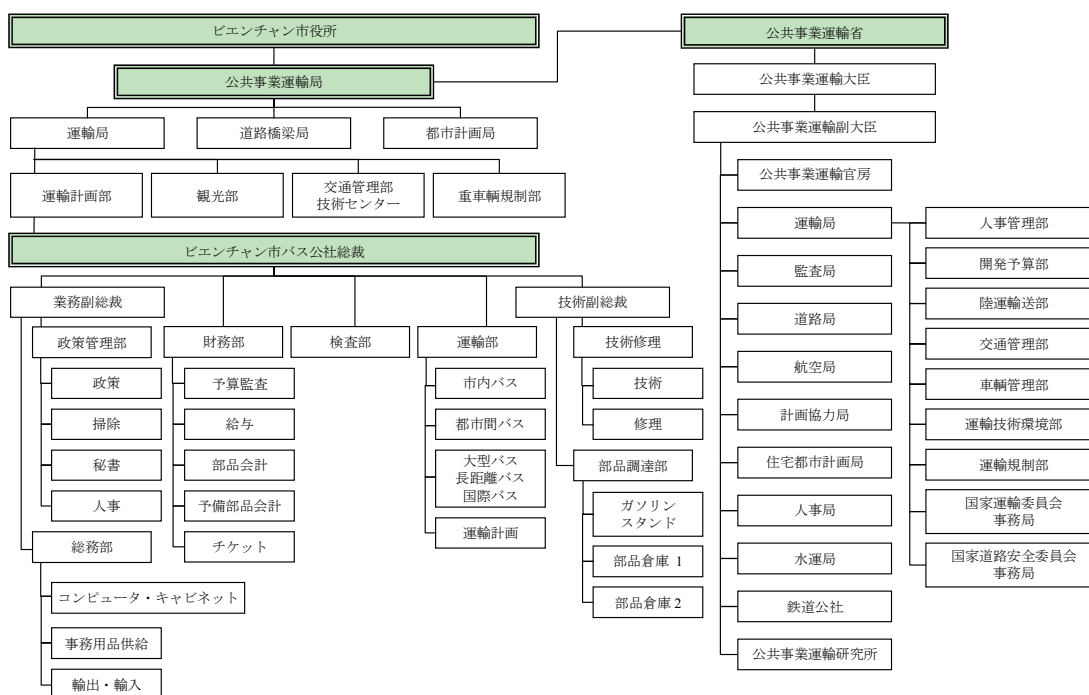 ビエンチャン市役所
公共事業運輸局
運輸局
道路橋梁局
都市計画局
運輸計画部
観光部
交通管理部
技術センター
重車輌規制部
ビエンチャン市バス公社総裁
業務副総裁
技術副総裁
政策管理部
財務部
検査部
運輸部
技術修理
政策
掃除
秘書
人事
総務部
コンピュータ・キャビネット
事務用品供給
輸出・輸入
予算監査
給与
部品会計
予備部品会計
チケット
市内バス
都市間バス
大型バス
長距離バス
国際バス
運輸計画
技術
修理
部品調達部
ガソリン
スタンド
部品倉庫 1
部品倉庫 2
公共事業運輸省
公共事業運輸大臣
公共事業運輸副大臣
公共事業運輸官房
運輸局
監査局
道路局
航空局
計画協力局
住宅都市計画局
人事局
水運局
鉄道公社
公共事業運輸研究所
人事管理部
開発予算部
陸運輸送部
交通管理部
車輌管理部
運輸技術環境部
運輸規制部
国家運輸委員会
事務局
国家道路安全委員会
事務局